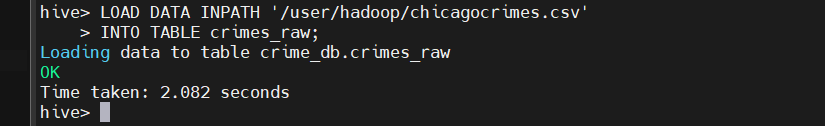 hive> LOAD DATA INPATH '/user/hadoop/chicagocrimes.csv'
    > INTO TABLE crimes_raw;
Loading data to table crime_db.crimes_raw
OK
Time taken: 2.082 seconds
hive>